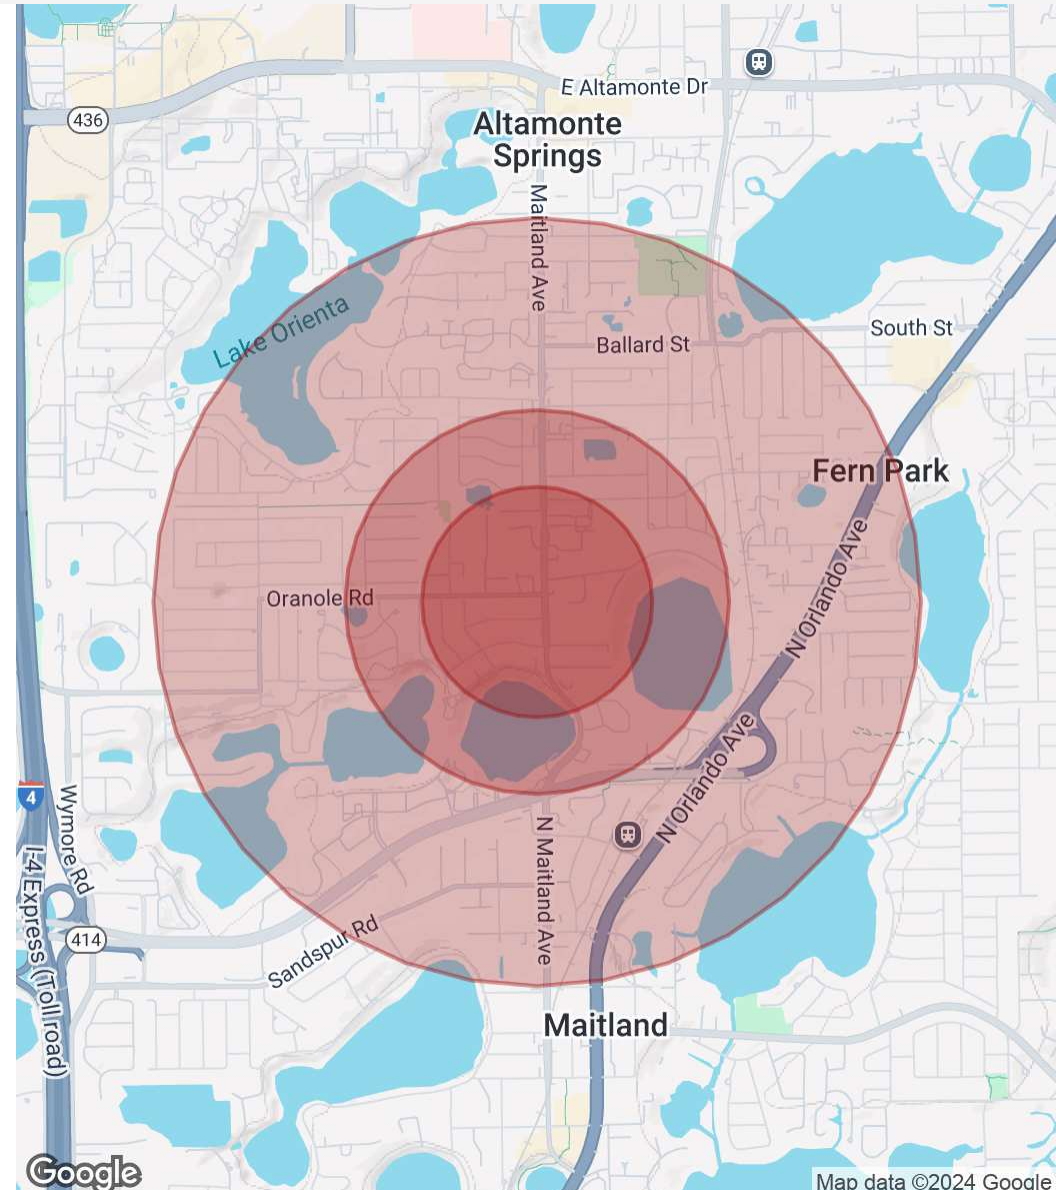 E Altamonte Dr
436
Altamonte
Springs
Maitland Ave
Lake Orienta
South St
Ballard St
Fern Park
N Orlando Ave
Oranole Rd
N Orlando Ave
4
Wymore Rd
N Maitland Ave
I-4 Express (Toll road)
414
Sandspur Rd
Maitland
Google
Map data ©2024 Google